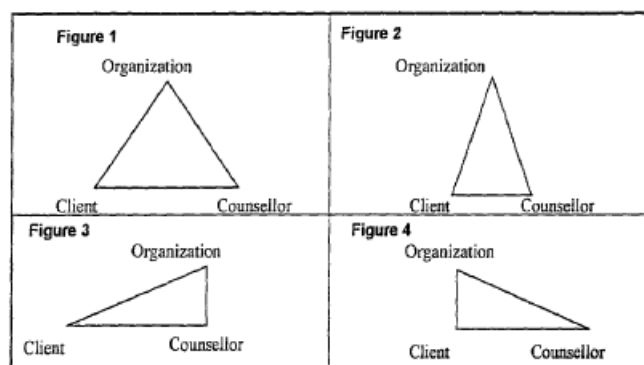 Figure 1
Organization
Client Counsellor
Figure 2
Organization
Client Counsellor
Figure 3
Organization
Client Counsellor
Figure 4
Organization
Client Counsellor